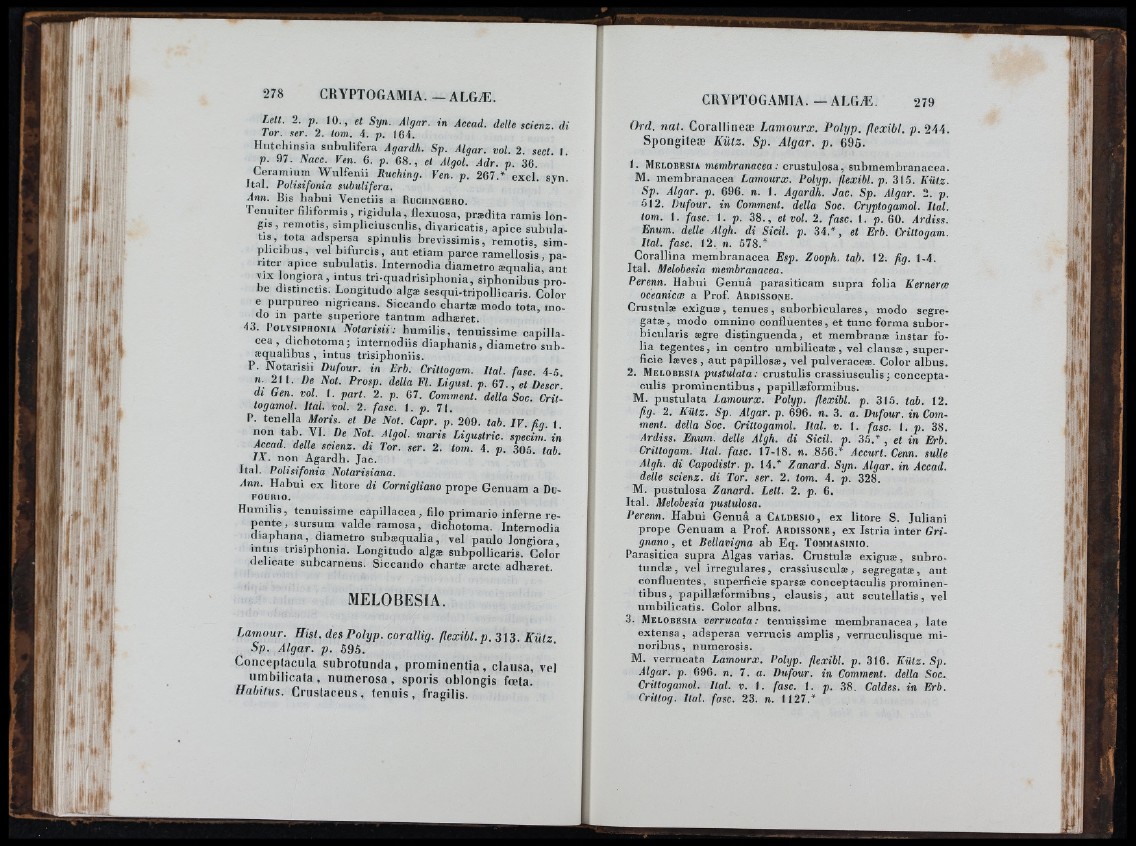 278 CRYPTOGAMIA. — ALGÆ.
Lett. 2. p. 10., et Syn. Algar. in Accad. delle scienz. di
Tor. ser. 2. tom. 4. p. 164.
Hutchinsia subulifera Agardh. Sp. Algar. vol. 2. sect. 1.
p. 97. Nacc. Ven. 6. p. 68., et Algol. Adr. p. 36.
Ceramium Wulfenii Ruching. Ven. p. 267.* excl. syn.
Ital. Polisifonia subulifera.
Ann. Bis habui Venetiis a Ruchingero.
Tenuiter filiformis, rigidula, flexuosa, prædita ramis lon-
gis, remotis, simpliciusculis, divaricatis, apice subula-
tis, tota adspersa spinulis brevissimis, remotis, sim-
plicibus, vel bifurcis, aut etiam parce ramellosis, pa-
riter apice subulatis. Internodia diametro æqualia, aut
vix longiora, intus tri-quadrisiphonia, siphonibus pro-
be distinctis. Longitudo algæ sesqui-tripollicaris. Color
e purpureo nigricans. Siccando chartæ modo tota, mo-
do in parte superiore tantum adhæret.
43. Polysiphonia Notarisii: humilis, tenuissime capilla-
cea, dichotoma; internodiis diaphanis, diametro sub-
æqualibus, intus trisiphoniis.
P. Notarisii Dufour. in Erb. Crittogam. Ital. fasc. 4-5.
n. 211. De Not. Prosp. della Fl. Ligust. p. 67., et Descr.
di Gen. vol. 1. part. 2. p. 67. Comment. della Soc. Crit-
togamol. Ital. vol. 2. fasc. 1. p. 71.
P. tenella Moris. et De Not. Capr. p. 209. tab. IV. fig. 1.
non tab. VI. De Not. Algol. maris Ligustic. specim. in
Accad. delle scienz. di Tor. ser. 2. tom. 4. p. 305. tab.
IX. non Agardh. Jac.
Ital. Polisifonia Notarisiana.
Ann. Habui ex litore di Cornigliano prope Genuam a Du-
fourio.
Humilis, tenuissime capillacea, filo primario inferne re-
pente, sursum valde ramosa, dichotoma. Internodia
diaphana, diametro subæqualia, vel paulo longiora,
intus trisiphonia. Longitudo algæ subpollicaris. Color
delicate subcarneus. Siccando chartæ arcte adhæret.
MELOBESIA.
Lamour. Hist. des Polyp. corallig. flexibl. p. 313. Kütz.
Sp. Algar. p. 595.
Conceptacula subrotunda, prominentia, clausa, vel
umbilicata, numerosa, sporis oblongis fœta.
Habitus. Crustaceus, tenuis, fragilis.
CRYPTOGAMIA. — ALGÆ. 279
Ord. nat. Corallineæ Lamourx. Polyp. flexibl. p. 244.
Spongiteæ Kütz. Sp. Algar. p. 695.
1. Melobesia membranacea: crustulosa, submembranacea.
M. membranacea Lamourx. Polyp. flexibl. p. 315. Kütz.
Sp. Algar. p. 696. n. 1. Agardh. Jac. Sp. Algar. 2. p.
512. Dufour. in Comment. della Soc. Cryptogamol. Ital.
tom. 1. fasc. 1. p. 38., et vol. 2. fasc. 1. p. 60. Ardiss.
Enum. delle Algh. di Sicil. p. 34.*, et Erb. Crittogam.
Ital. fasc. 12. n. 578.*
Corallina membranacea Esp. Zooph. tab. 12. fig. 1-4.
Ital. Melobesia membranacea.
Perenn. Habui Genuâ parasiticam supra folia Kerneræ
oceanicæ a Prof. Ardissone.
Crustulæ exiguæ, tenues, suborbiculares, modo segre-
gatæ, modo omnino confluentes, et tunc forma subor-
bicularis ægre distinguenda, et membranæ instar fo-
lia tegentes, in centro umbilicatæ, vel clausæ, super-
ficie læves, aut papillosæ, vel pulveraceæ. Color albus.
2. Melobesia pustulata: crustulis crassiusculis; concepta-
culis prominentibus, papillæformibus.
M. pustulata Lamourx. Polyp. flexibl. p. 315. tab. 12.
fig. 2. Kütz. Sp. Algar. p. 696. n. 3. a. Dufour. in Com-
ment. della Soc. Crittogamol. Ital. v. 1. fasc. 1. p. 38.
Ardiss. Enum. delle Algh. di Sicil. p. 35.*, et in Erb.
Crittogam. Ital. fasc. 17-18. n. 856.* Accurt. Cenn. sulle
Algh. di Capodistr. p. 14.* Zanard. Syn. Algar. in Accad.
delle scienz. di Tor. ser. 2. tom. 4. p. 328.
M. pustulosa Zanard. Lett. 2. p. 6.
Ital. Melobesia pustulosa.
Perenn. Habui Genuâ a Caldesio, ex litore S. Juliani
prope Genuam a Prof. Ardissone, ex Istria inter Gri-
gnano, et Bellavigna ab Eq. Tommasinio.
Parasitica supra Algas varias. Crustulæ exiguæ, subro-
tundæ, vel irregulares, crassiusculæ, segregatæ, aut
confluentes, superficie sparsæ conceptaculis prominen-
tibus, papillæformibus, clausis, aut scutellatis, vel
umbilicatis. Color albus.
3. Melobesia verrucata: tenuissime membranacea, late
extensa, adspersa verrucis amplis, verruculisque mi-
noribus, numerosis.
M. verrucata Lamourx. Polyp. flexibl. p. 316. Kütz. Sp.
Algar. p. 696. n. 7. a. Dufour. in Comment. della Soc.
Crittogamol. Ital. v. 1. fasc. 1. p. 38. Caldes. in Erb.
Crittog. Ital. fasc. 23. n. 1127.*